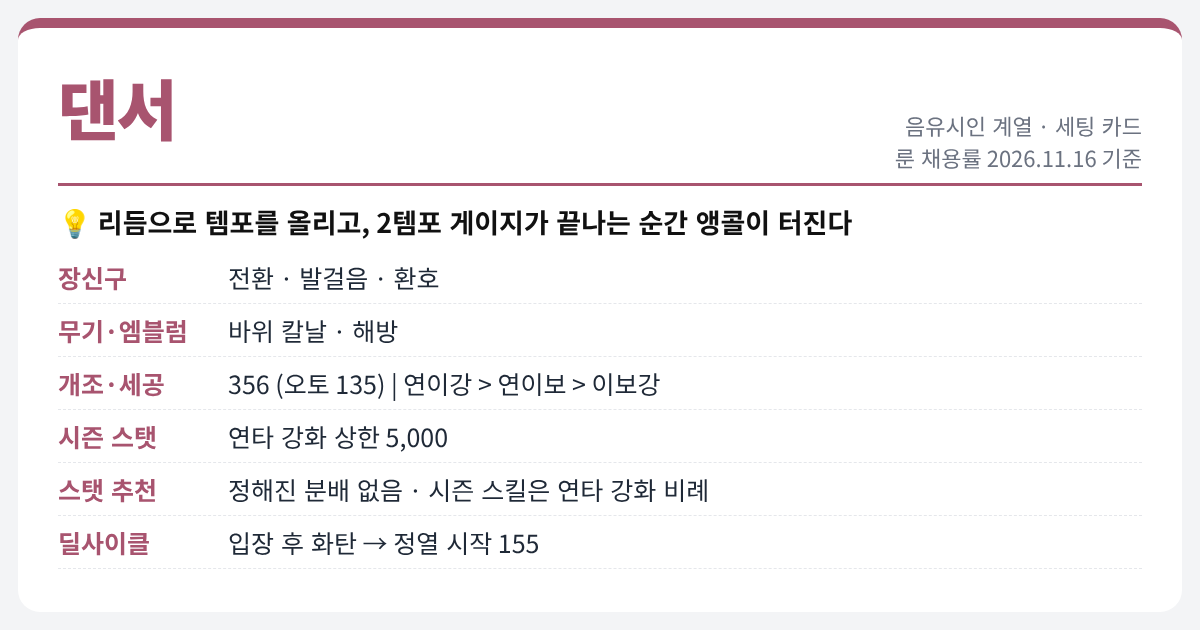 댄서
음유시인 계열 · 세팅 카드
룬 채용률 2026.11.16 기준
💡 리듬으로 템포를 올리고, 2템포 게이지가 끝나는 순간 앵콜이 터진다
장신구 전환 · 발걸음 · 환호
무기·엠블럼 바위 칼날 · 해방
개조·세공 356 (오토 135) | 연이강 > 연이보 > 이보강
시즌 스탯 연타 강화 상한 5,000
스탯 추천 정해진 분배 없음 · 시즌 스킬은 연타 강화 비례
딜사이클 입장 후 화탄 → 정열 시작 155